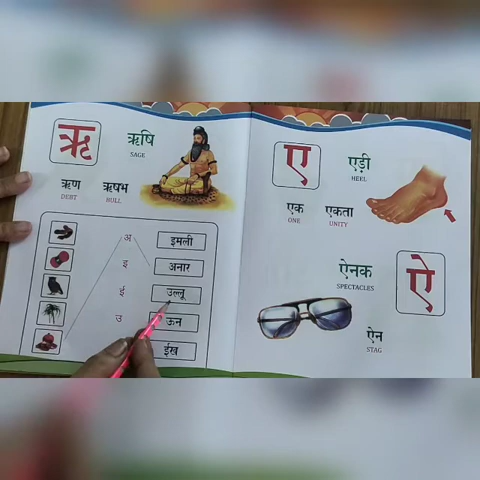 ऋ
ऋषि
SAGE
ऋण ऋषभ
DEBT BULL
अ इमली
इ अनार
ई उल्लू
उ ऊन
ईख
ए
एड़ी
HEEL
एक एकता
ONE UNITY
ऐनक
SPECTACLES
ऐ
ऐन
STAG